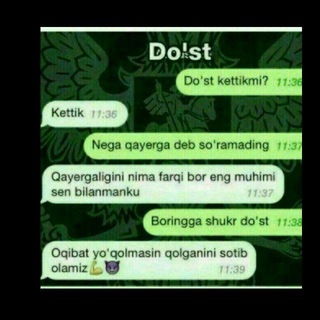 Do'st
Do'st kettikmi? 11:36
Kettik 11:36
Nega qayerga deb so'ramading 11:37
Qayergaligini nima farqi bor eng muhimi
sen bilanmanku 11:37
Boringga shukr do'st 11:38
Oqibat yo'qolmasin qolganini sotib
olamiz💪😈 11:39